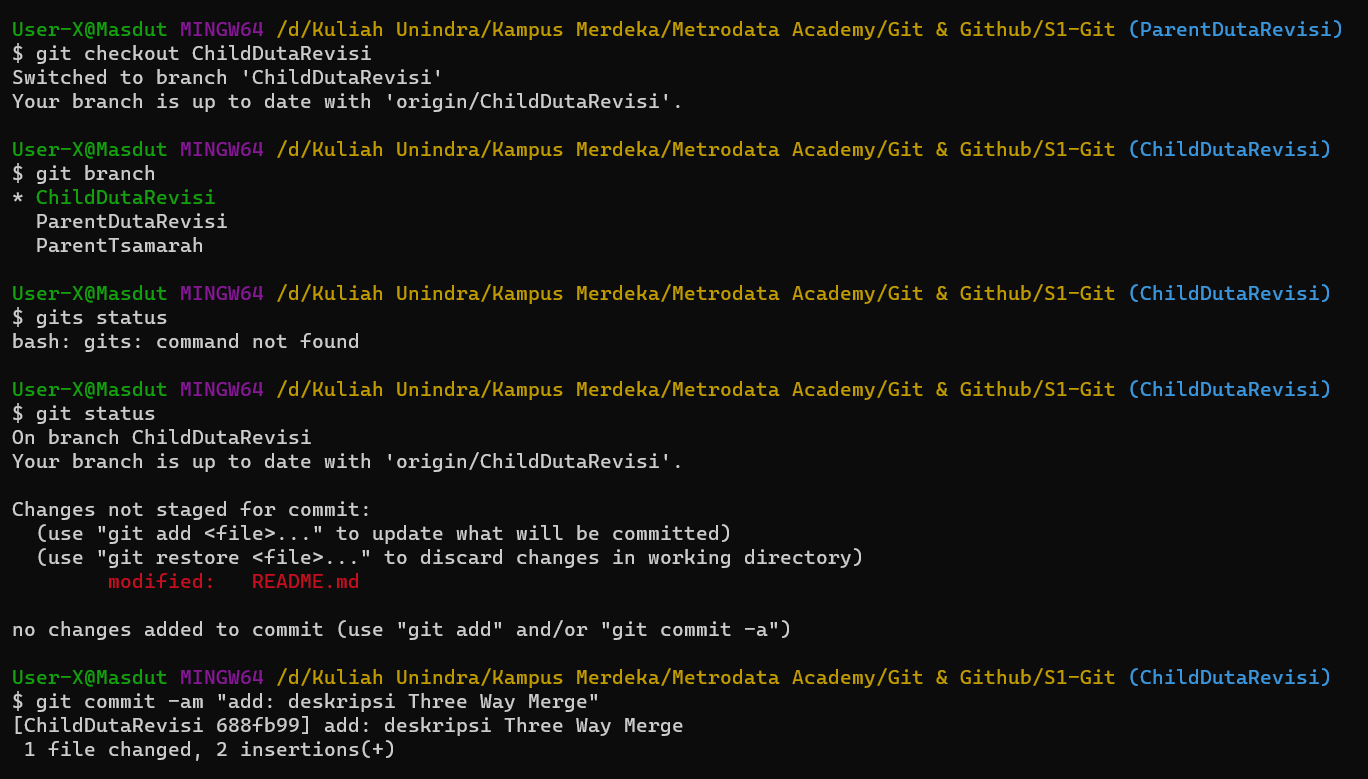 User-X@Masdut MINGW64 /d/Kuliah Unindra/Kampus Merdeka/Metrodata Academy/Git & Github/S1-Git (ParentDutaRevisi)
$ git checkout ChildDutaRevisi
Switched to branch 'ChildDutaRevisi'
Your branch is up to date with 'origin/ChildDutaRevisi'.

User-X@Masdut MINGW64 /d/Kuliah Unindra/Kampus Merdeka/Metrodata Academy/Git & Github/S1-Git (ChildDutaRevisi)
$ git branch
* ChildDutaRevisi
  ParentDutaRevisi
  ParentTsamarah

User-X@Masdut MINGW64 /d/Kuliah Unindra/Kampus Merdeka/Metrodata Academy/Git & Github/S1-Git (ChildDutaRevisi)
$ gits status
bash: gits: command not found

User-X@Masdut MINGW64 /d/Kuliah Unindra/Kampus Merdeka/Metrodata Academy/Git & Github/S1-Git (ChildDutaRevisi)
$ git status
On branch ChildDutaRevisi
Your branch is up to date with 'origin/ChildDutaRevisi'.

Changes not staged for commit:
  (use "git add <file>..." to update what will be committed)
  (use "git restore <file>..." to discard changes in working directory)
        modified:   README.md

no changes added to commit (use "git add" and/or "git commit -a")

User-X@Masdut MINGW64 /d/Kuliah Unindra/Kampus Merdeka/Metrodata Academy/Git & Github/S1-Git (ChildDutaRevisi)
$ git commit -am "add: deskripsi Three Way Merge"
[ChildDutaRevisi 688fb99] add: deskripsi Three Way Merge
 1 file changed, 2 insertions(+)